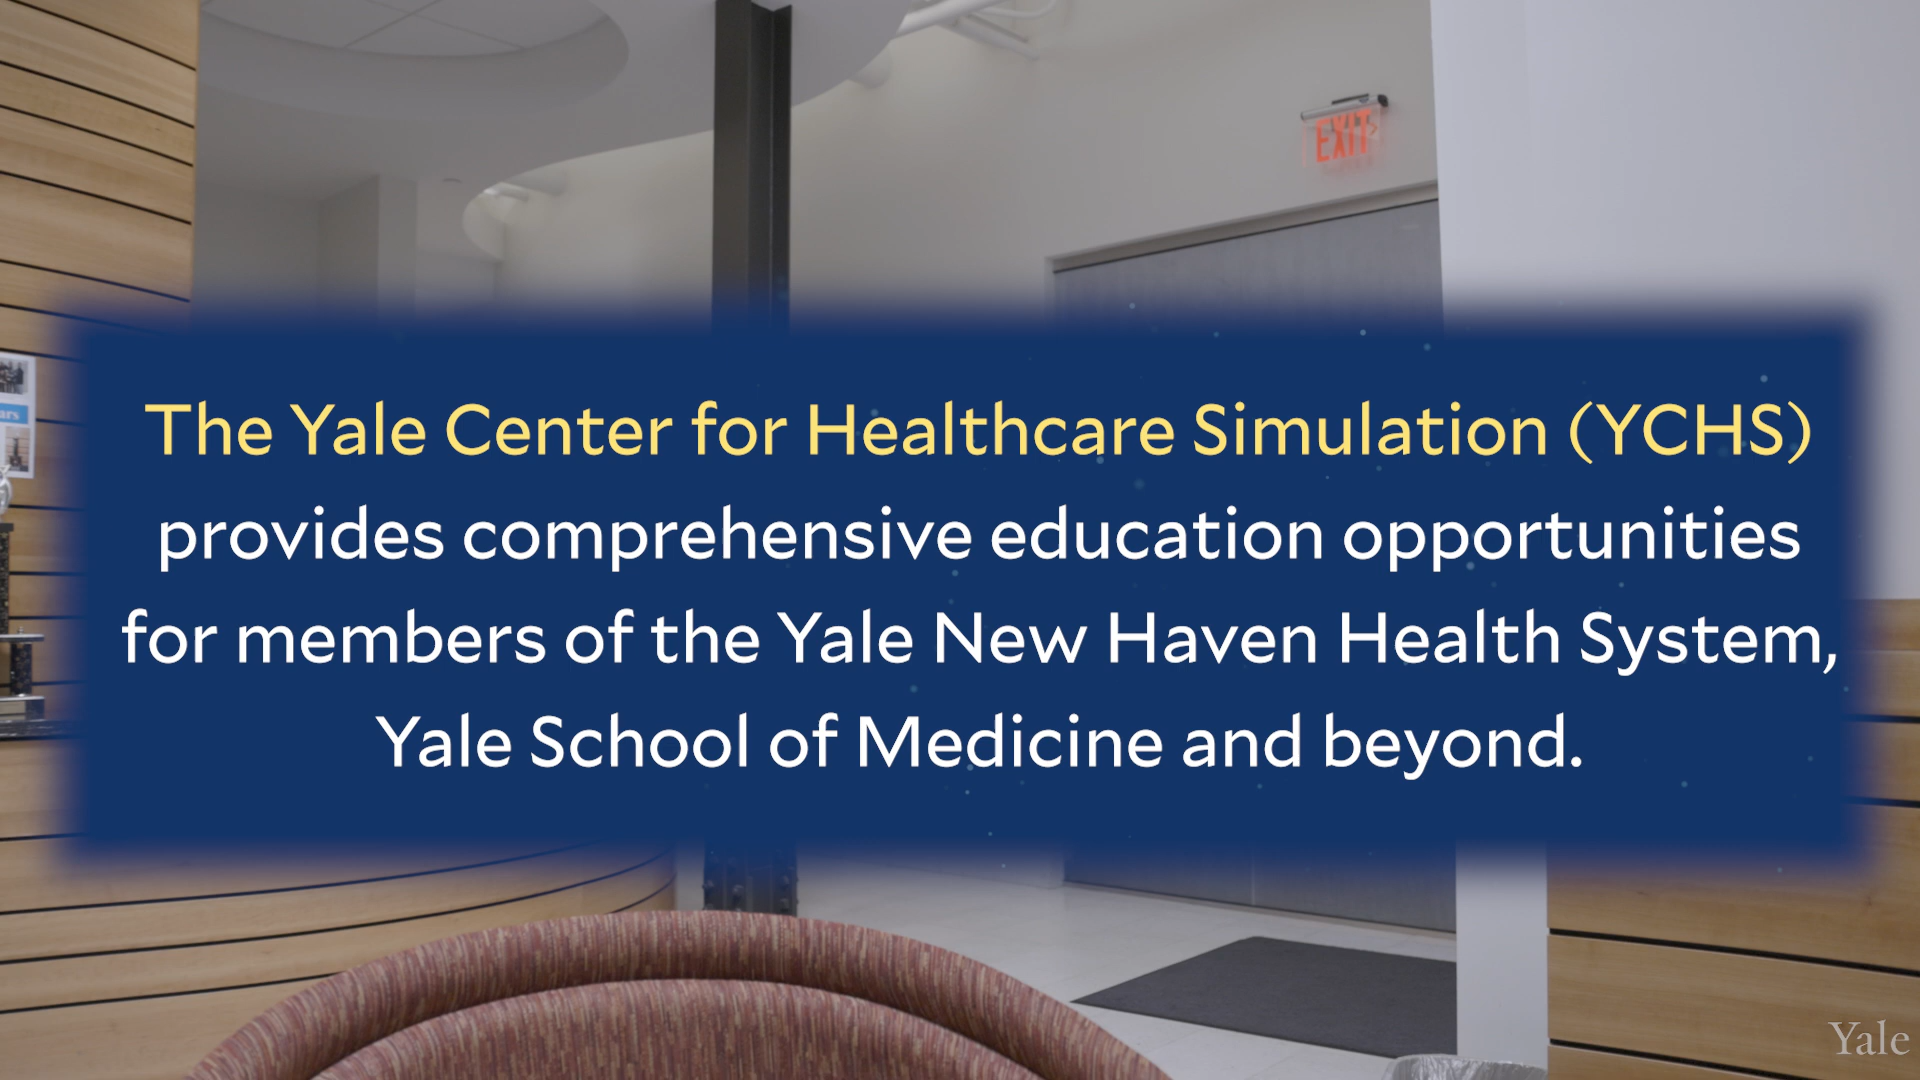 EXIT
ars
The Yale Center for Healthcare Simulation (YCHS)
provides comprehensive education opportunities
for members of the Yale New Haven Health System,
Yale School of Medicine and beyond.
Yale